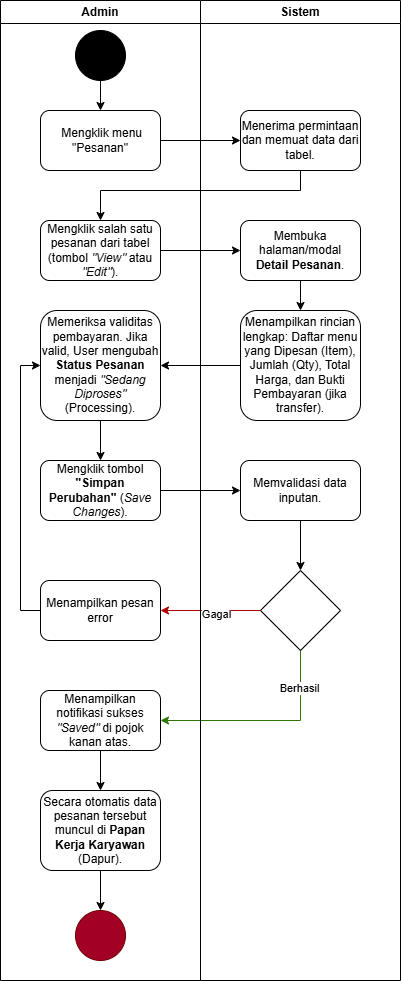 Admin
Sistem
Mengklik menu
"Pesanan"
Menerima permintaan
dan memuat data dari
tabel.
Mengklik salah satu
pesanan dari tabel
(tombol "View" atau
"Edit").
Membuka
halaman/modal
Detail Pesanan.
Memeriksa validitas
pembayaran. Jika
valid, User mengubah
Status Pesanan
menjadi "Sedang
Diproses"
(Processing).
Menampilkan rincian
lengkap: Daftar menu
yang Dipesan (Item),
Jumlah (Qty), Total
Harga, dan Bukti
Pembayaran (jika
transfer).
Mengklik tombol
"Simpan
Perubahan" (Save
Changes).
Memvalidasi data
inputan.
Menampilkan pesan
error
Gagal
Berhasil
Menampilkan
notifikasi sukses
"Saved" di pojok
kanan atas.
Secara otomatis data
pesanan tersebut
muncul di Papan
Kerja Karyawan
(Dapur).